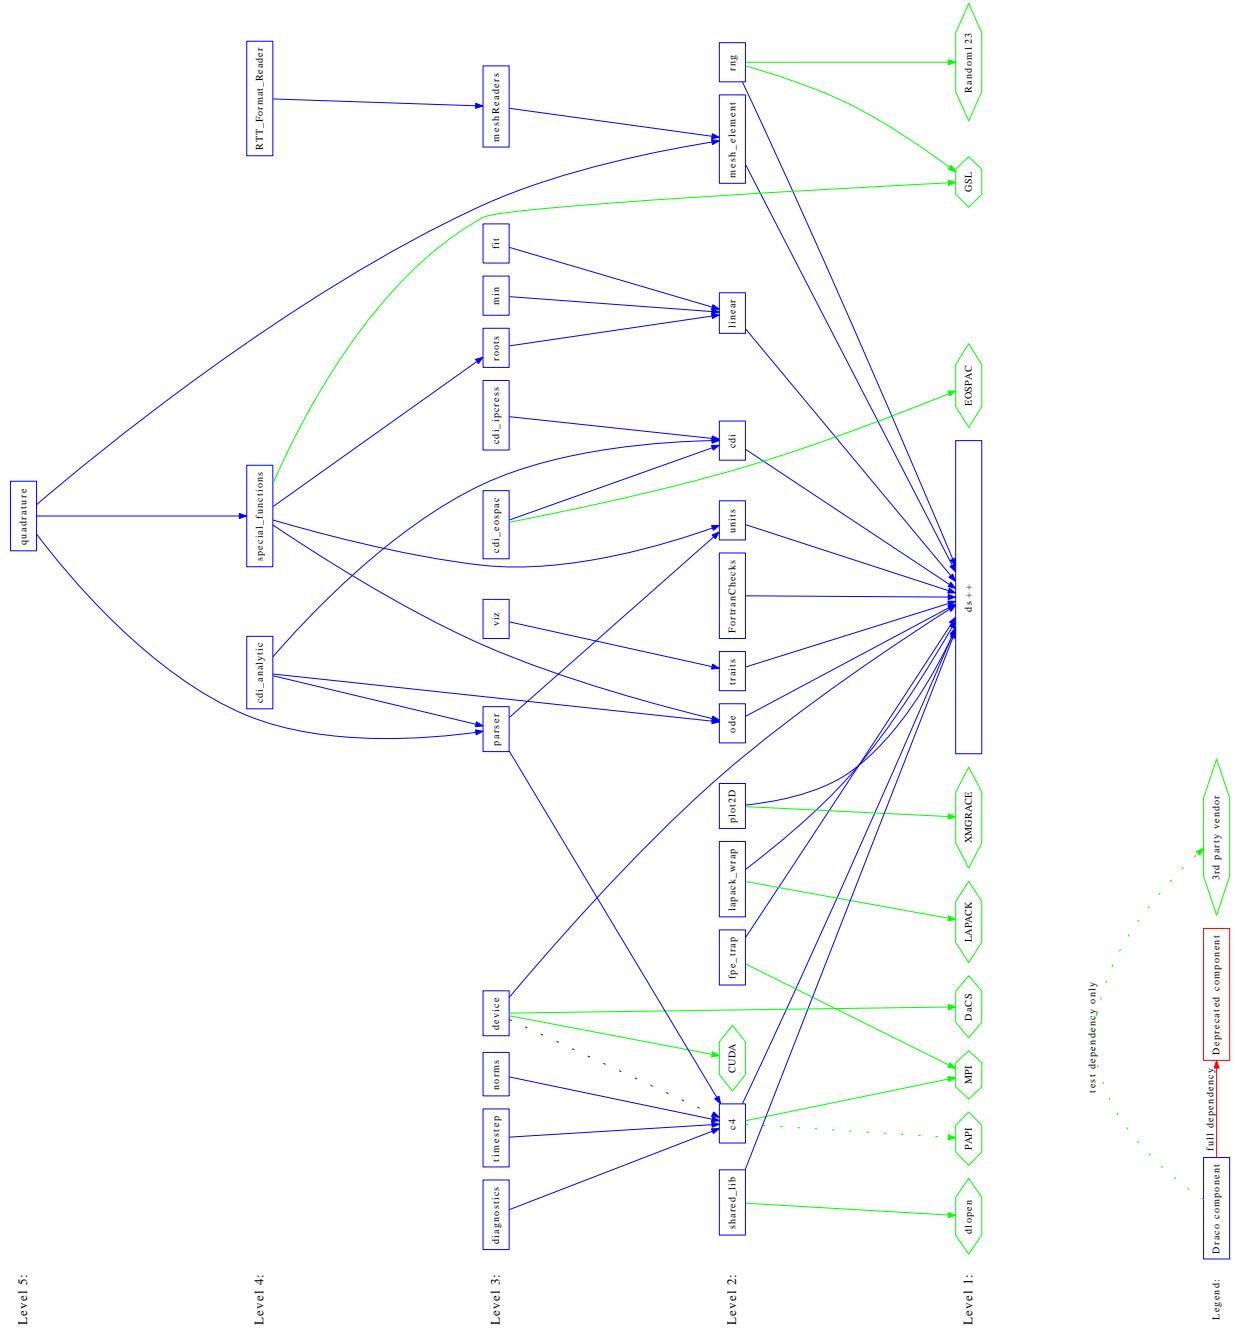 Level 5:
quadrature
Level 4:
cdi_analytic
special_functions
RTT_Format_Reader
Level 3:
diagnostics
timestep
norms
device
parser
viz
cdi_eospac
cdi_ipcress
roots
min
fit
meshReaders
Level 2:
shared_lib
c4
CUDA
fpe_trap
lapack_wrap
plot2D
ode
traits
FortranChecks
units
cdi
linear
mesh_element
rng
Level 1:
dlopen
PAPI
MPI
DaCS
LAPACK
XMGRACE
ds++
EOSPAC
GSL
Random123
test dependency only
Legend:
Draco component
full dependency
Deprecated component
3rd party vendor